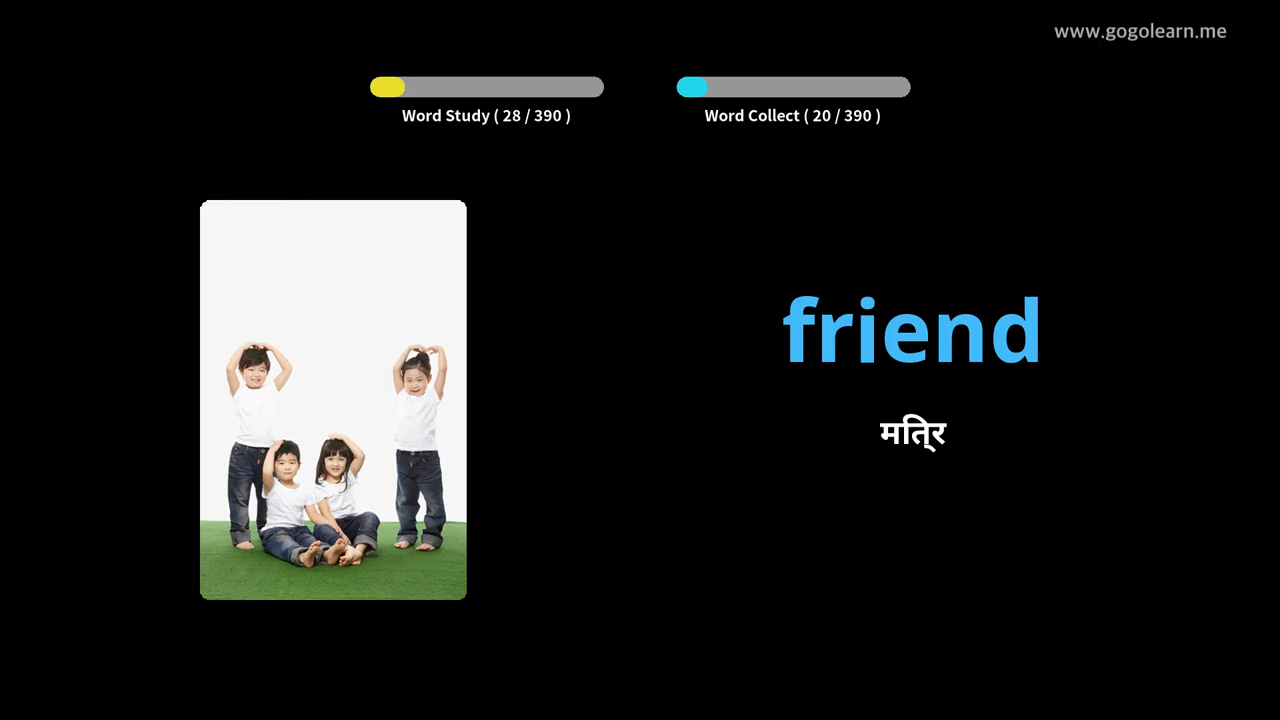 www.gogolearn.me
Word Study ( 28 / 390 )
Word Collect ( 20 / 390 )
friend
मति्र